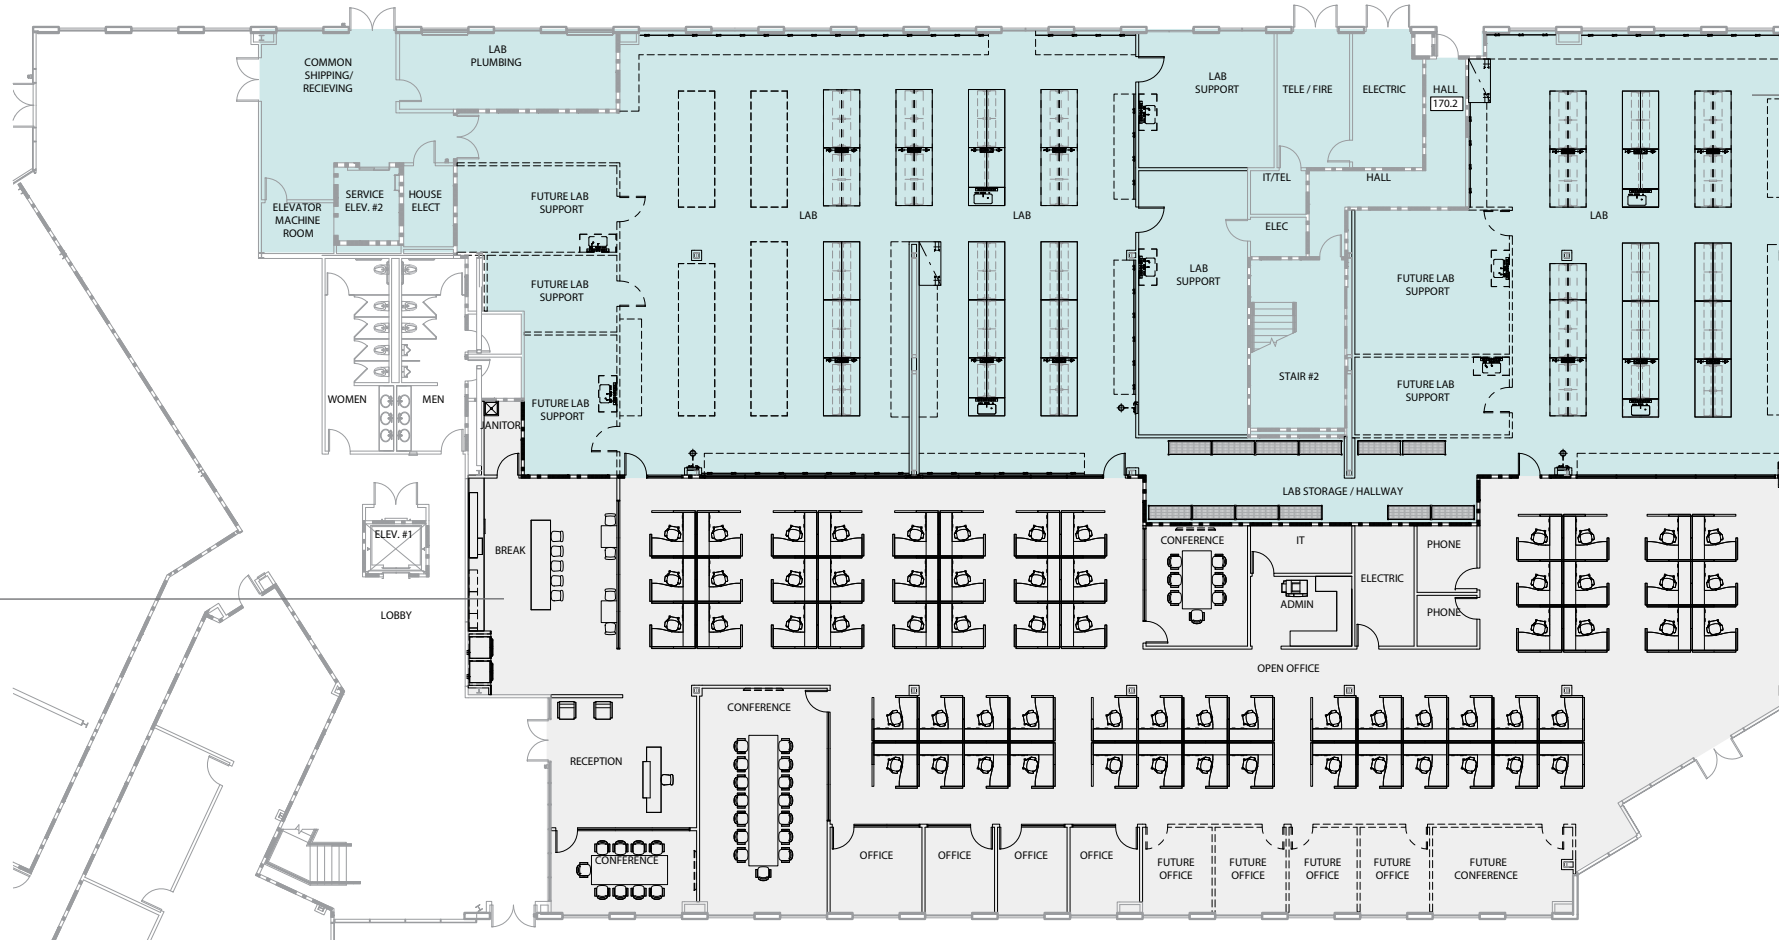 COMMON
SHIPPING/
RECIEVING
LAB
PLUMBING
LAB
SUPPORT
TELE / FIRE
ELECTRIC
HALL
170.2
ELEVATOR
MACHINE
ROOM
SERVICE
ELEV. #2
HOUSE
ELECT
FUTURE LAB
SUPPORT
LAB
LAB
IT/TEL
HALL
ELEC
LAB
FUTURE LAB
SUPPORT
LAB
SUPPORT
FUTURE LAB
SUPPORT
WOMEN
MEN
JANITOR
FUTURE LAB
SUPPORT
STAIR #2
FUTURE LAB
SUPPORT
LAB STORAGE / HALLWAY
ELEV. #1
BREAK
CONFERENCE
IT
PHONE
ELECTRIC
ADMIN
PHONE
LOBBY
OPEN OFFICE
CONFERENCE
RECEPTION
CONFERENCE
OFFICE
OFFICE
OFFICE
OFFICE
FUTURE
OFFICE
FUTURE
OFFICE
FUTURE
OFFICE
FUTURE
OFFICE
FUTURE
CONFERENCE